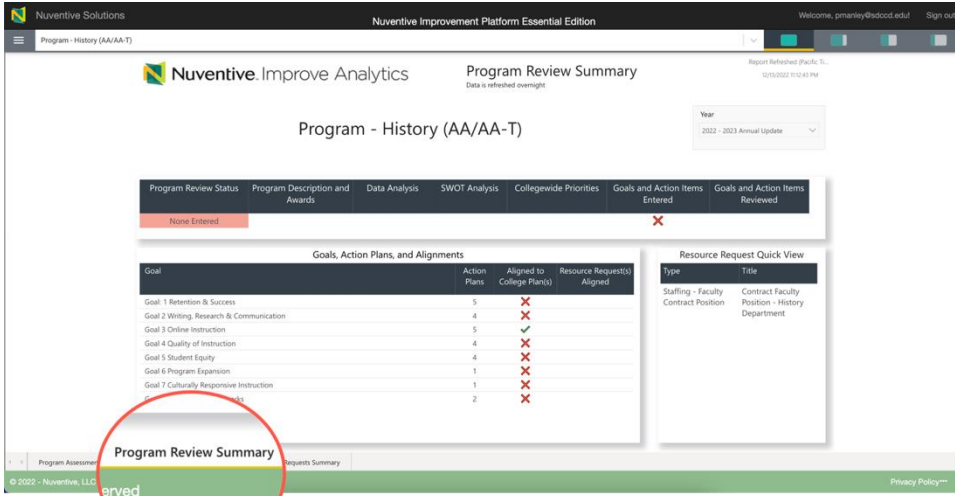 Nuventive Solutions
Nuventive Improvement Platform Essential Edition
Welcome, pmanley@sdccd.edu!
Sign out
Program - History (AA/AA-T)
Nuventive. Improve Analytics
Program Review Summary
Data is refreshed overnight
Report Refreshed (Pacific Ti...
12/13/2022 11:12:43 PM
Program - History (AA/AA-T)
Year
2022 - 2023 Annual Update
Program Review Status
Program Description and
Awards
Data Analysis
SWOT Analysis
Collegewide Priorities
Goals and Action Items
Entered
Goals and Action Items
Reviewed
None Entered
Goals, Action Plans, and Alignments
Goal
Action
Plans
Aligned to
College Plan(s)
Resource Request(s)
Aligned
Goal: 1 Retention & Success 5
Goal 2 Writing, Research & Communication 4
Goal 3 Online Instruction 5
Goal 4 Quality of Instruction 4
Goal 5 Student Equity 4
Goal 6 Program Expansion 1
Goal 7 Culturally Responsive Instruction 1
2
Resource Request Quick View
Type Title
Staffing - Faculty
Contract Position
Contract Faculty
Position - History
Department
Program Review Summary
Program Assessmen
Requests Summary
© 2022 - Nuventive, LLC
erved
Privacy Policy